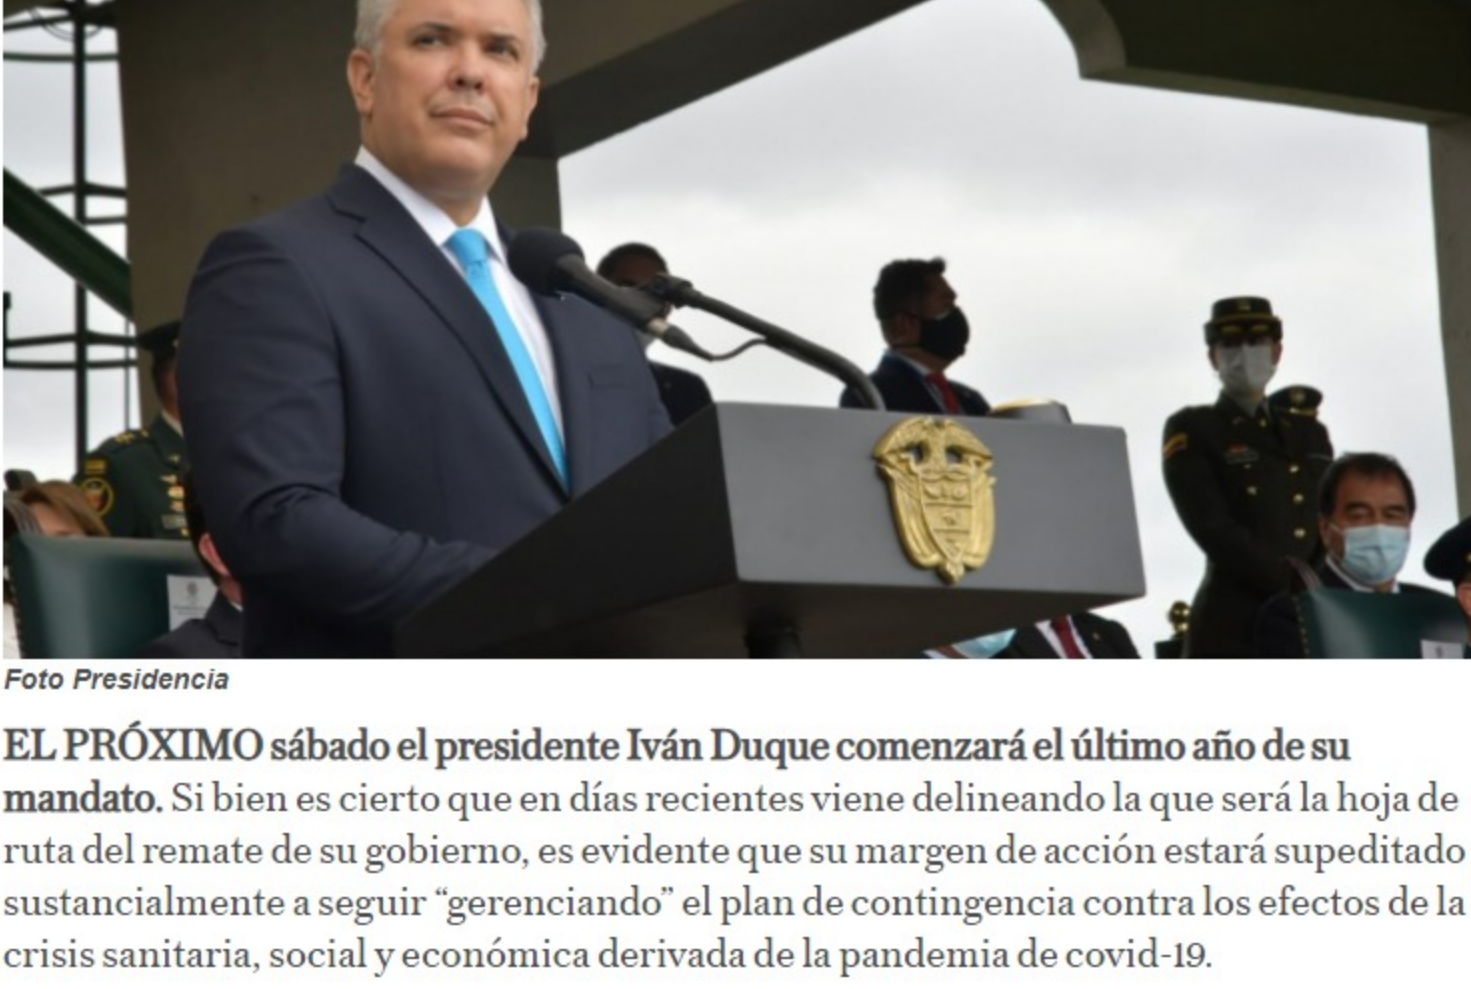 Foto Presidencia
EL PRÓXIMO sábado el presidente Iván Duque comenzará el último año de su
mandato. Si bien es cierto que en días recientes viene delineando la que será la hoja de
ruta del remate de su gobierno, es evidente que su margen de acción estará supeditado
sustancialmente a seguir “gerenciando” el plan de contingencia contra los efectos de la
crisis sanitaria, social y económica derivada de la pandemia de covid-19.